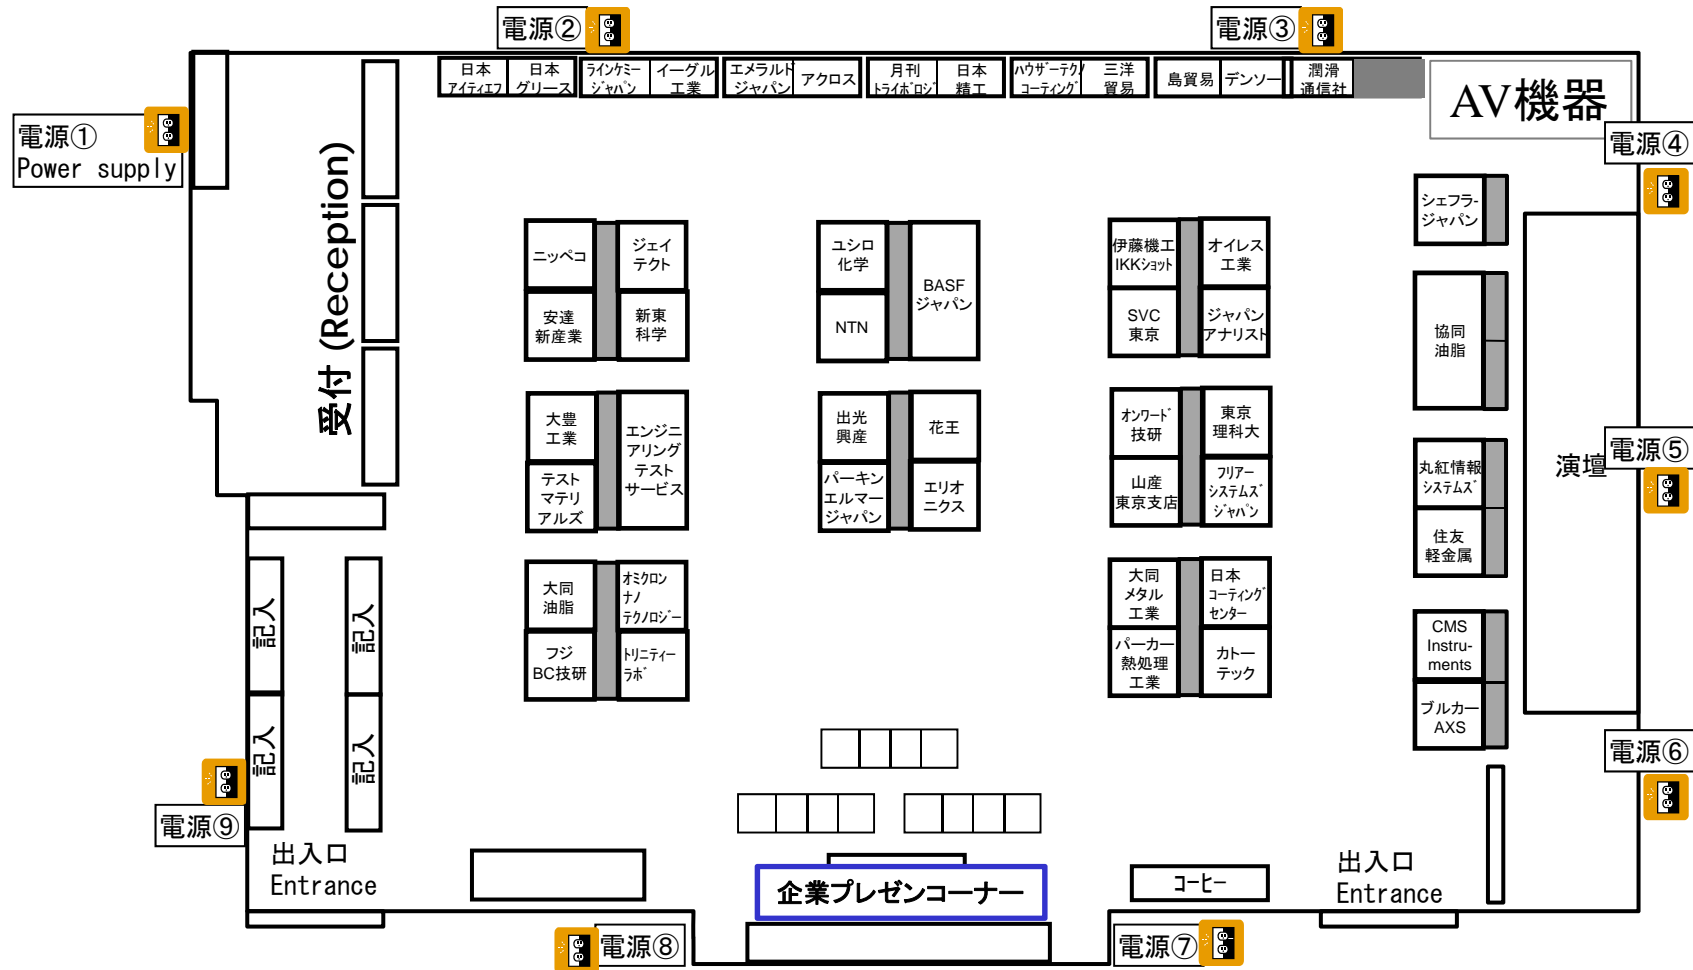 電源②
電源③
日本
アイティエフ
日本
グリース
ラインケミー
ジャパン
イーグル
工業
エメラルド
ジャパン
アクロス
月刊
トライボロジ
日本
精工
ハウザーテクノ
コーティング
三洋
貿易
島貿易
デンソー
潤滑
通信社
AV機器
電源①
Power supply
電源④
受付 (Reception)
シェフラー
ジャパン
ニッペコ
ジェイ
テクト
安達
新産業
新東
科学
ユシロ
化学
NTN
BASF
ジャパン
伊藤機工
IKKショット
オイレス
工業
SVC
東京
ジャパン
アナリスト
協同
油脂
大豊
工業
エンジニ
アリング
テスト
サービス
テスト
マテリ
アルズ
出光
興産
花王
パーキン
エルマー
ジャパン
エリオ
ニクス
オンワード
技研
東京
理科大
山産
東京支店
フリアー
システムズ
ジャパン
丸紅情報
システムズ
住友
軽金属
演壇
電源⑤
大同
油脂
オミクロン
ナノ
テクノロジー
フジ
BC技研
トリニティー
ラボ
大同
メタル
工業
日本
コーティング
センター
パーカー
熱処理
工業
カトー
テック
CMS
Instru-
ments
ブルカー
AXS
記入
記入
記入
記入
電源⑥
電源⑨
出入口
Entrance
企業プレゼンコーナー
コーヒー
出入口
Entrance
電源⑧
電源⑦